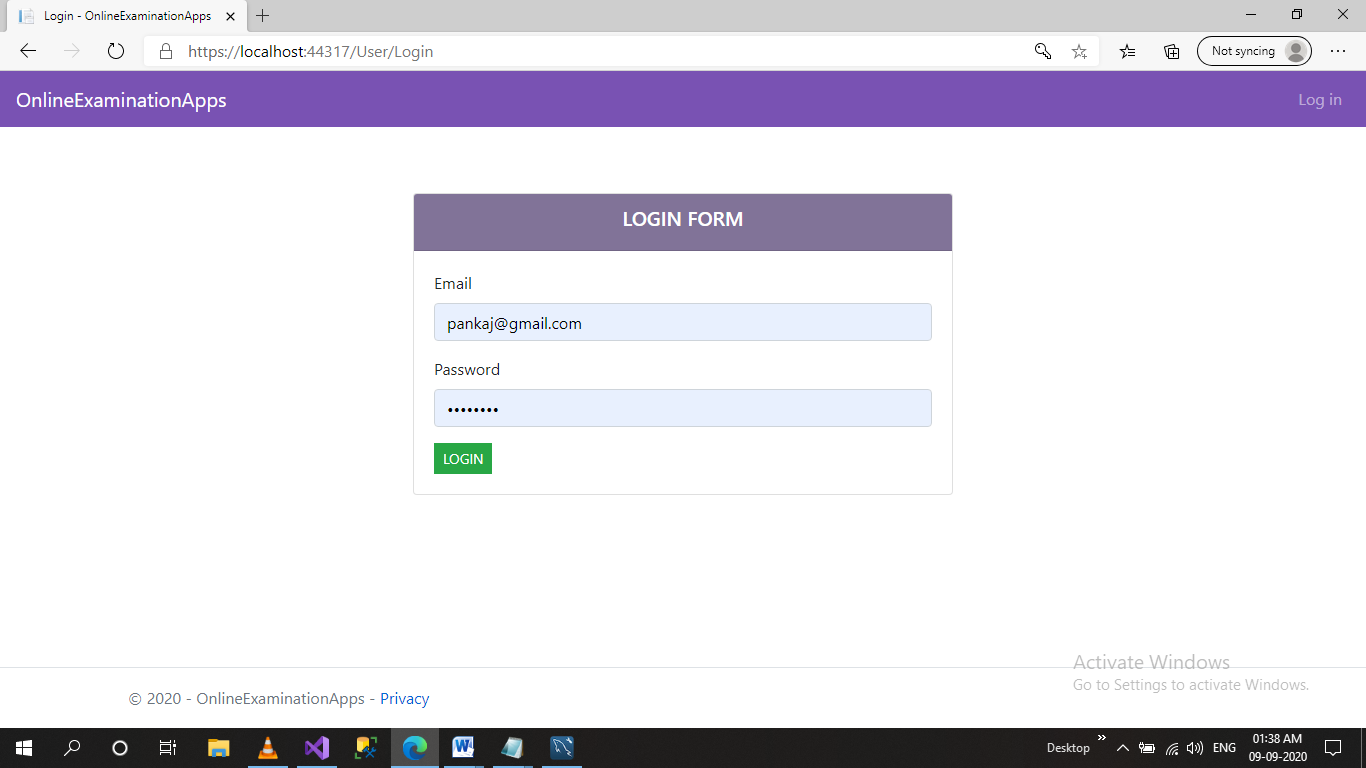 Login - OnlineExaminationApps
https://localhost:44317/User/Login
Not syncing
OnlineExaminationApps
Log in
LOGIN FORM
Email
pankaj@gmail.com
Password
••••••••
LOGIN
Activate Windows
Go to Settings to activate Windows.
© 2020 - OnlineExaminationApps - Privacy
Desktop
ENG
01:38 AM
09-09-2020